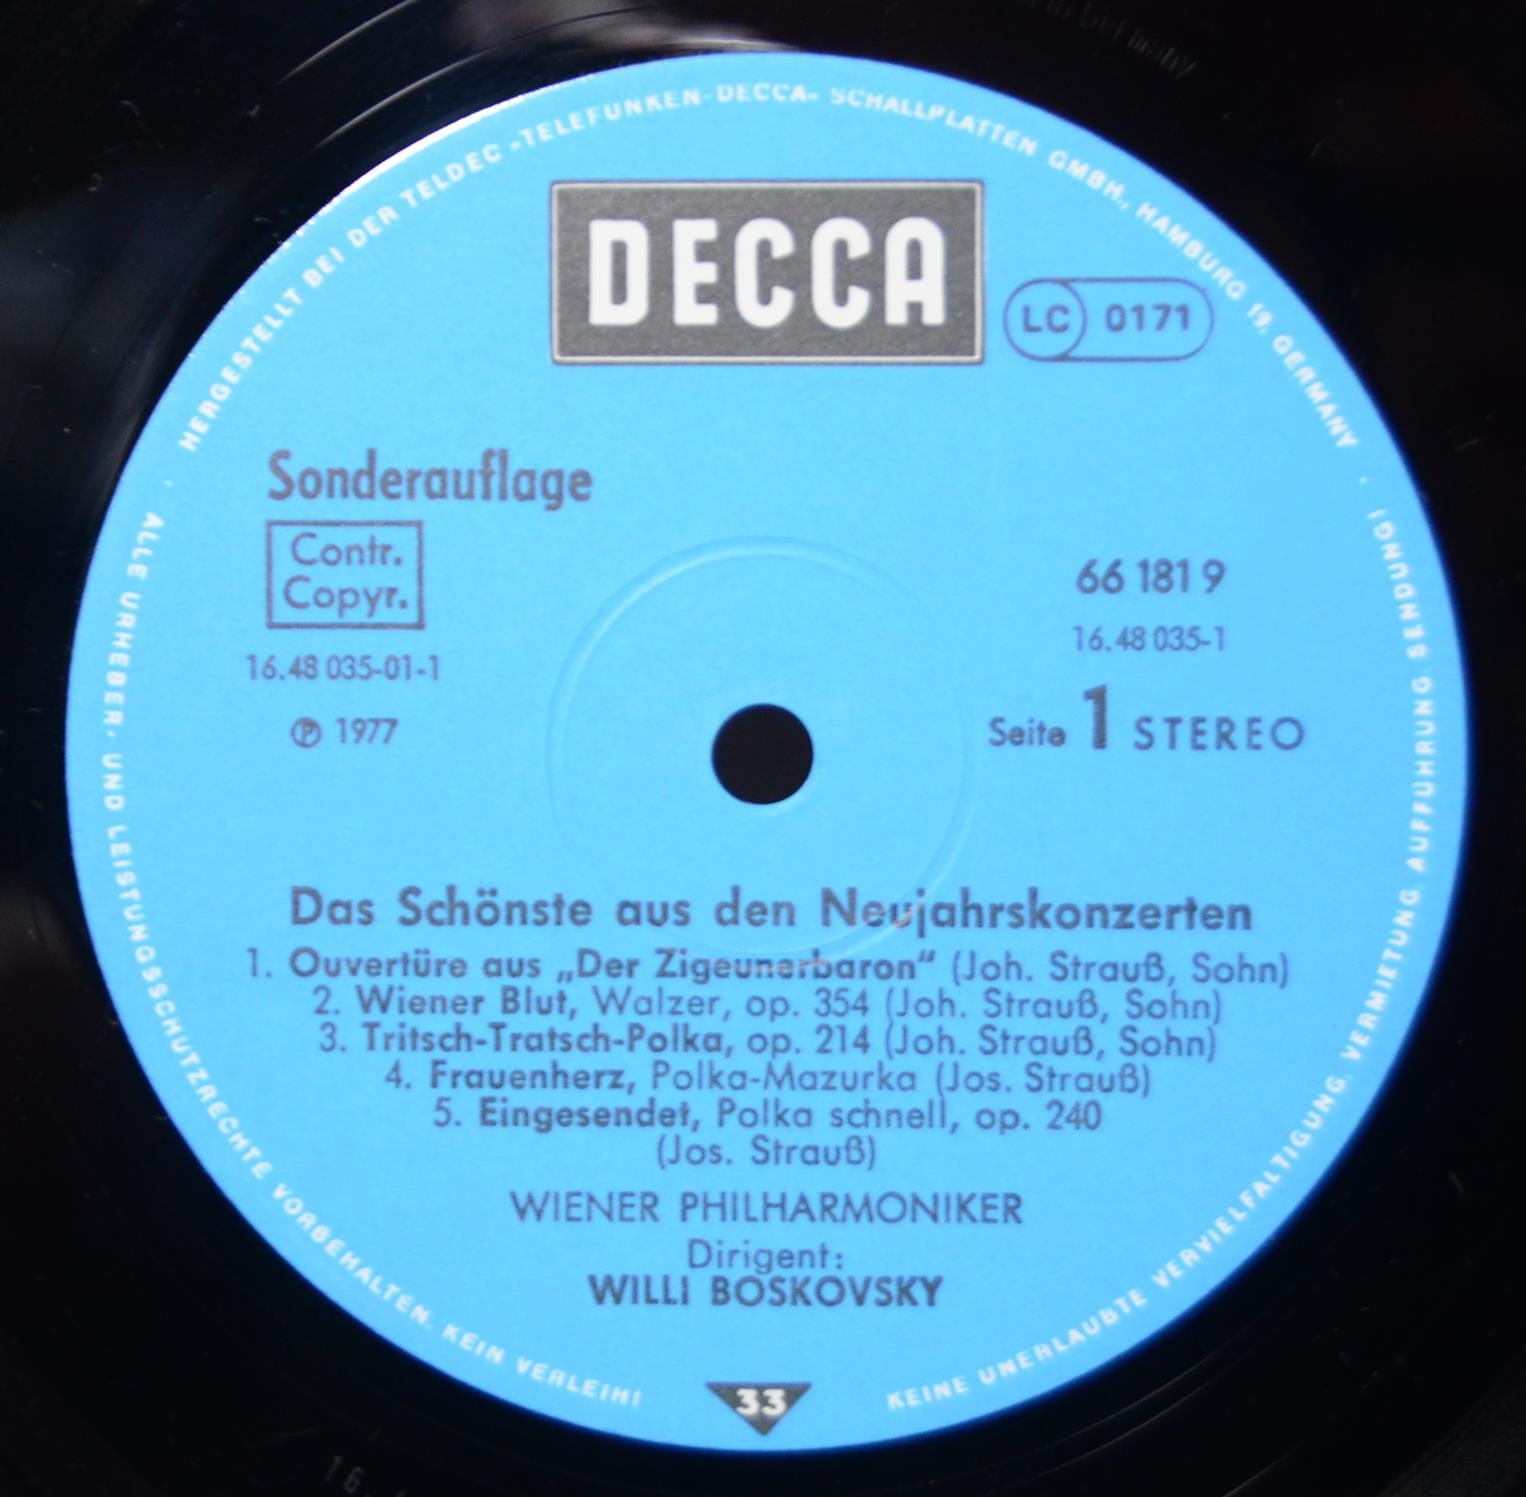 HERGESTELLT BEI DER TELDEC »TELEFUNKEN-DECCA« SCHALLPLATTEN GMBH., HAMBURG 19, GERMANY
DECCA
LC 0171
Sonderauflage
Contr.
Copyr.
16.48 035-01-1
℗ 1977
66 181 9
16.48 035-1
Seite 1 STEREO
Das Schönste aus den Neujahrskonzerten
1. Ouvertüre aus „Der Zigeunerbaron“ (Joh. Strauß, Sohn)
2. Wiener Blut, Walzer, op. 354 (Joh. Strauß, Sohn)
3. Tritsch-Tratsch-Polka, op. 214 (Joh. Strauß, Sohn)
4. Frauenherz, Polka-Mazurka (Jos. Strauß)
5. Eingesendet, Polka schnell, op. 240
(Jos. Strauß)
WIENER PHILHARMONIKER
Dirigent:
WILLI BOSKOVSKY
33
ALLE URHEBER- UND LEISTUNGSSCHUTZRECHTE VORBEHALTEN. KEIN VERLEIH!
KEINE UNERLAUBTE VERVIELFALTIGUNG, VERMIETUNG, AUFFUHRUNG, SENDUNG!